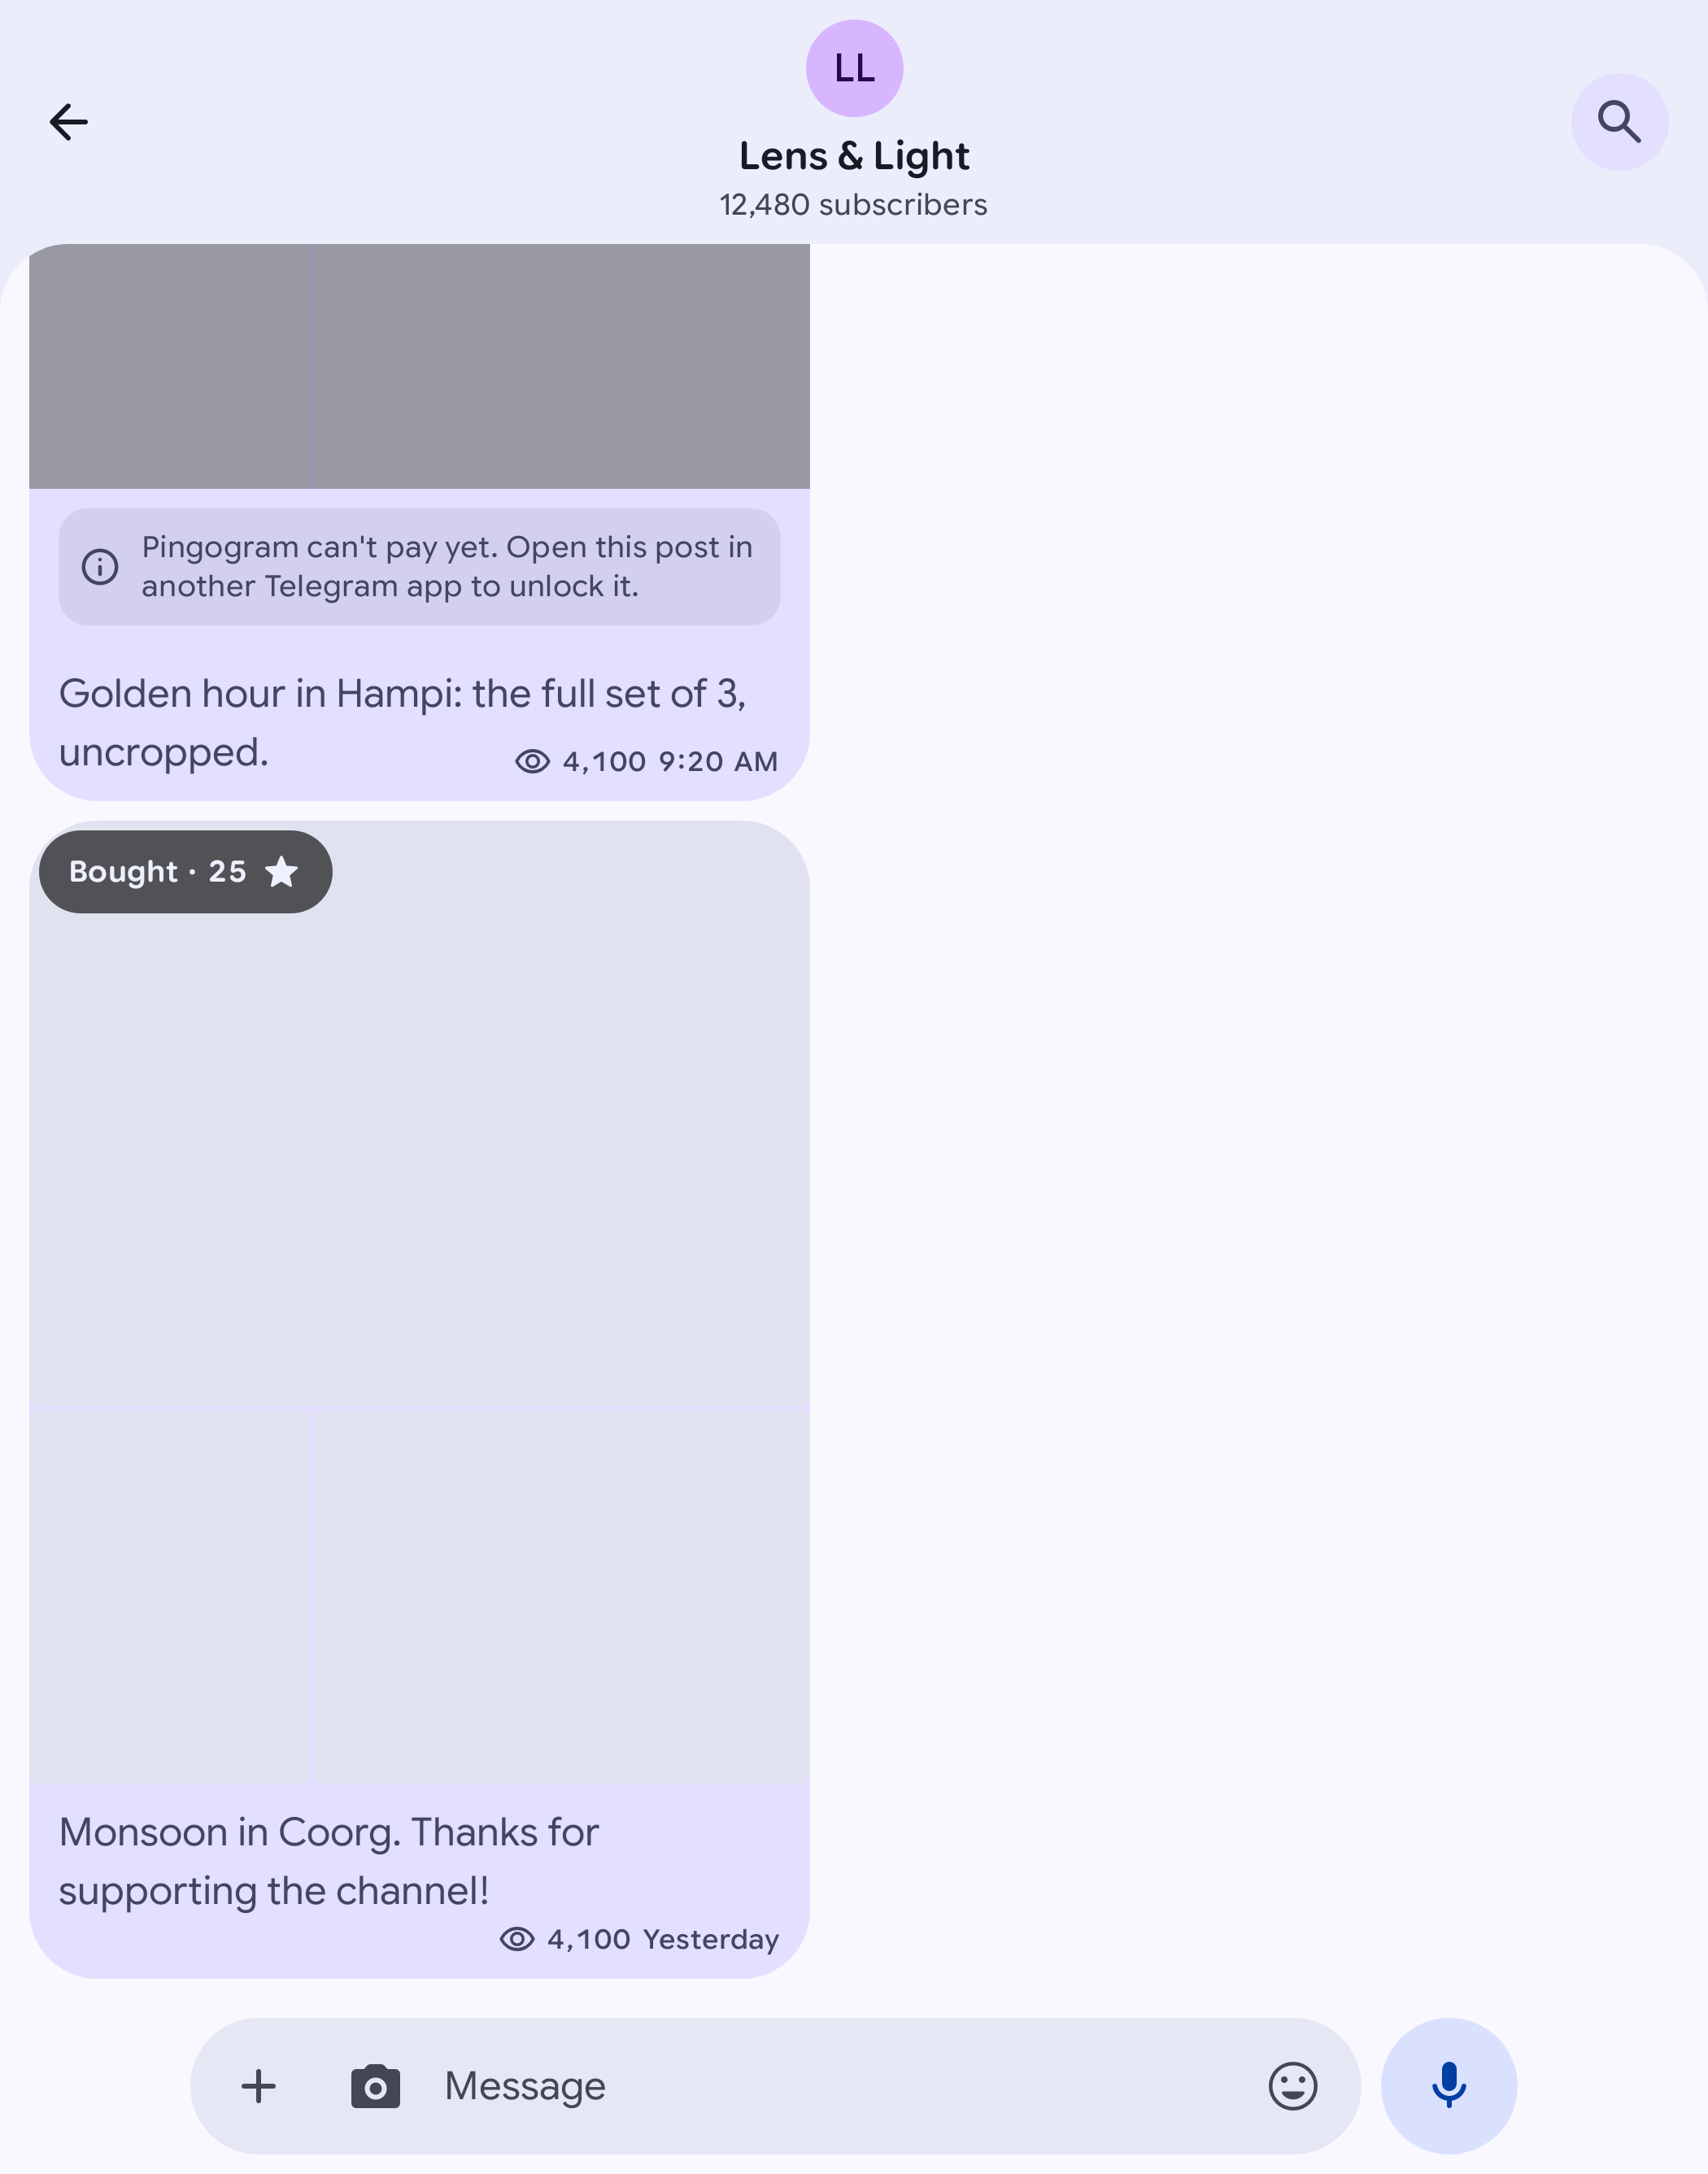 LL
Lens & Light
12,480 subscribers
Pingogram can't pay yet. Open this post in
another Telegram app to unlock it.
Golden hour in Hampi: the full set of 3,
uncropped.
4,100 9:20 AM
Bought · 25
Monsoon in Coorg. Thanks for
supporting the channel!
4,100 Yesterday
Message